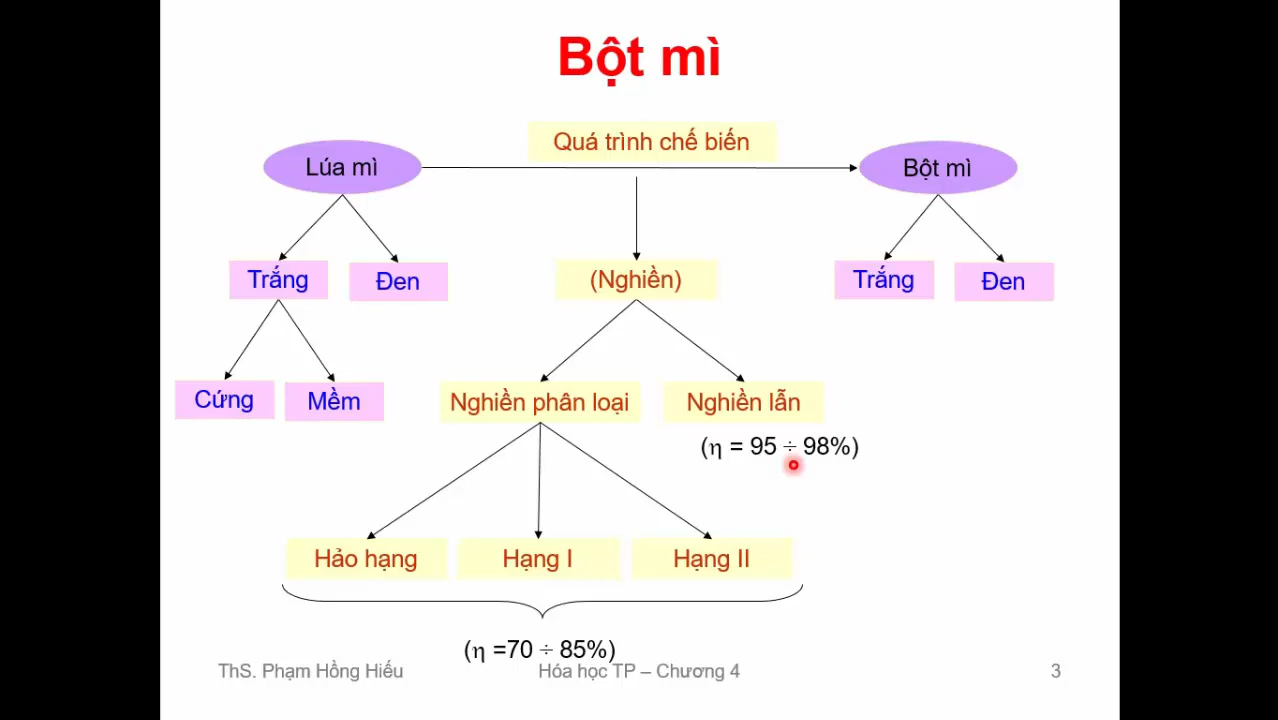 Bột mì
Quá trình chế biến
Lúa mì
Bột mì
Trắng
Đen
(Nghiền)
Trắng
Đen
Cứng
Mềm
Nghiền phân loại
Nghiền lẫn
(η = 95 ÷ 98%)
Hảo hạng
Hạng I
Hạng II
(η =70 ÷ 85%)
ThS. Phạm Hồng Hiếu
Hóa học TP – Chương 4
3